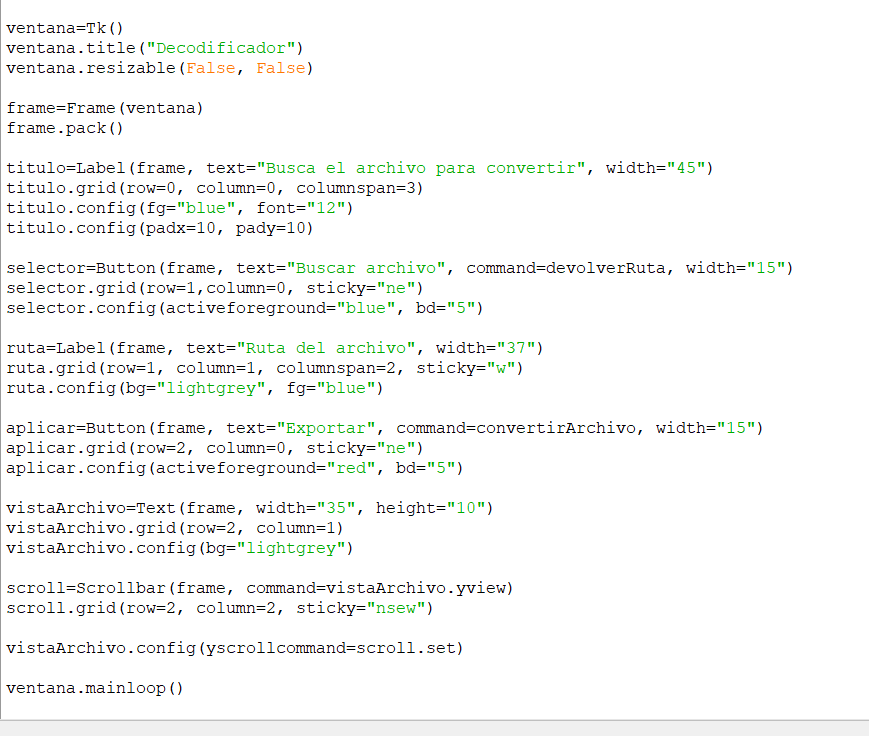 ventana=Tk()
ventana.title("Decodificador")
ventana.resizable(False, False)
frame=Frame(ventana)
frame.pack()
titulo=Label(frame, text="Busca el archivo para convertir", width="45")
titulo.grid(row=0, column=0, columnspan=3)
titulo.config(fg="blue", font="12")
titulo.config(padx=10, pady=10)
selector=Button(frame, text="Buscar archivo", command=devolverRuta, width="15")
selector.grid(row=1,column=0, sticky="ne")
selector.config(activeforeground="blue", bd="5")
ruta=Label(frame, text="Ruta del archivo", width="37")
ruta.grid(row=1, column=1, columnspan=2, sticky="w")
ruta.config(bg="lightgrey", fg="blue")
aplicar=Button(frame, text="Exportar", command=convertirArchivo, width="15")
aplicar.grid(row=2, column=0, sticky="ne")
aplicar.config(activeforeground="red", bd="5")
vistaArchivo=Text(frame, width="35", height="10")
vistaArchivo.grid(row=2, column=1)
vistaArchivo.config(bg="lightgrey")
scroll=Scrollbar(frame, command=vistaArchivo.yview)
scroll.grid(row=2, column=2, sticky="nsew")
vistaArchivo.config(yscrollcommand=scroll.set)
ventana.mainloop()